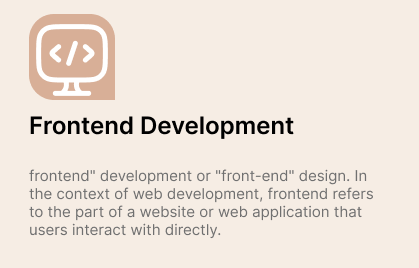 Frontend Development
frontend" development or "front-end" design. In
the context of web development, frontend refers
to the part of a website or web application that
users interact with directly.